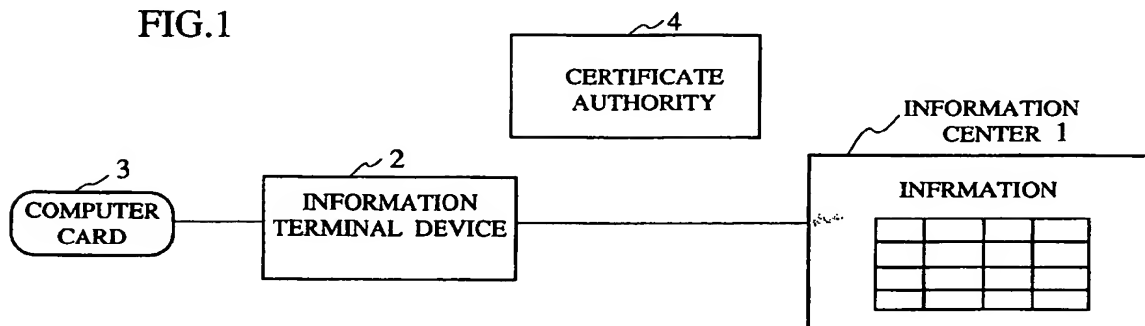 FIG.1
4
CERTIFICATE
AUTHORITY
INFORMATION
CENTER 1
3
COMPUTER
CARD
2
INFORMATION
TERMINAL DEVICE
INFRMATION